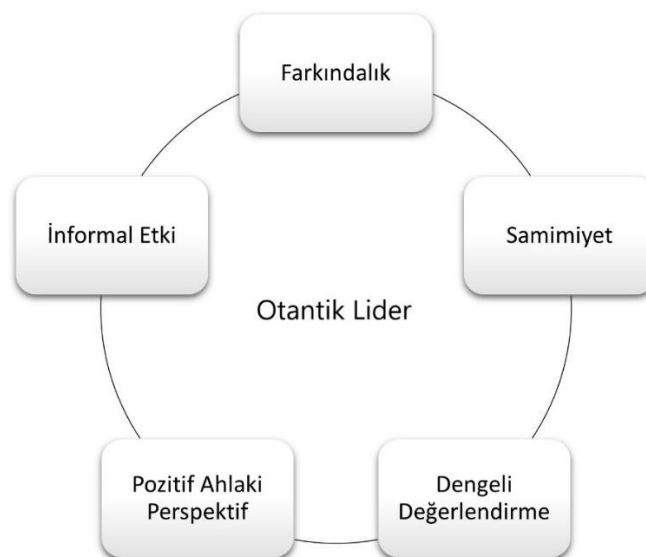 Farkındalık
İnformal Etki
Samimiyet
Otantik Lider
Pozitif Ahlaki
Perspektif
Dengeli
Değerlendirme